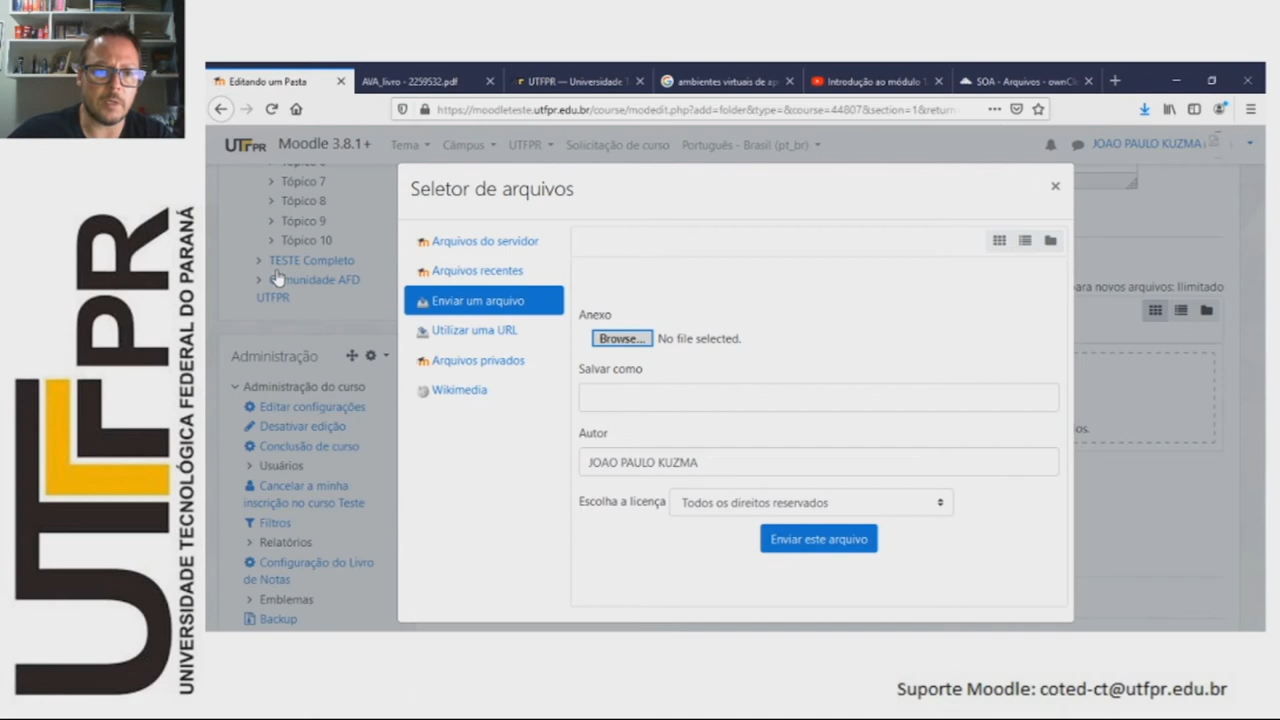 Editando um Pasta
AVA_livro - 2259532.pdf
UTFPR — Universidade
ambientes virtuais de ap
Introdução ao módulo
SOA - Arquivos - ownCl
https://moodleteste.utfpr.edu.br/course/modedit.php?add=folder&type=&course=44807&section=1&return
UTFPR
Moodle 3.8.1+
Tema
Câmpus
UTFPR
Solicitação de curso
Português - Brasil (pt_br)
JOAO PAULO KUZMA
Tópico 7
Tópico 8
Tópico 9
Tópico 10
TESTE Completo
munidade AFD
UTFPR
Administração
Administração do curso
Editar configurações
Desativar edição
Conclusão de curso
Usuários
Cancelar a minha
inscrição no curso Teste
Filtros
Relatórios
Configuração do Livro
de Notas
Emblemas
Backup
Seletor de arquivos
Arquivos do servidor
Arquivos recentes
Enviar um arquivo
Utilizar uma URL
Arquivos privados
Wikimedia
Anexo
Browse... No file selected.
Salvar como
Autor
JOAO PAULO KUZMA
Escolha a licença
Todos os direitos reservados
Enviar este arquivo
para novos arquivos: Ilimitado
os.
UTFPR
UNIVERSIDADE TECNOLÓGICA FEDERAL DO PARANÁ
Suporte Moodle: coted-ct@utfpr.edu.br